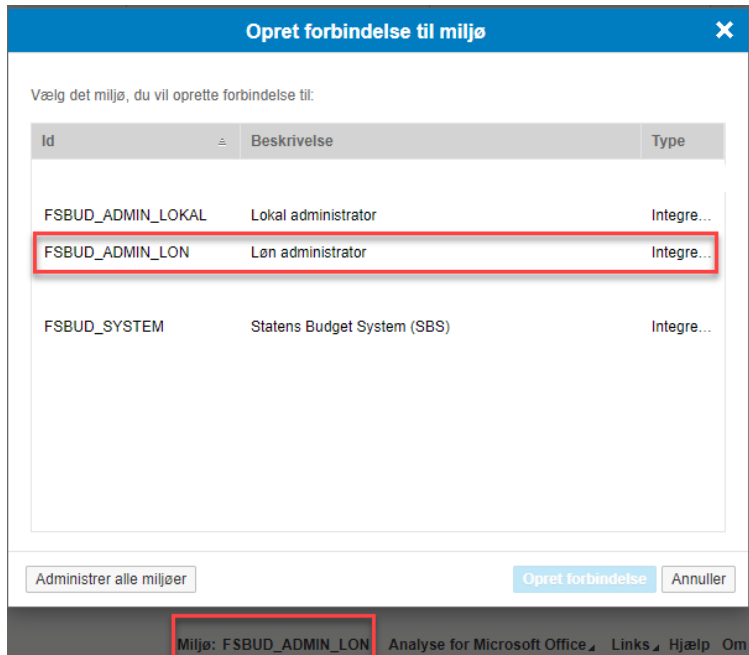 Opret forbindelse til miljø
Vælg det miljø, du vil oprette forbindelse til:
Id Beskrivelse Type
FSBUD_ADMIN_LOKAL Lokal administrator Integre...
FSBUD_ADMIN_LON Løn administrator Integre...
FSBUD_SYSTEM Statens Budget System (SBS) Integre...
Administrer alle miljøer Opret forbindelse Annuller
Miljø: FSBUD_ADMIN_LON Analyse for Microsoft Office Links Hjælp Om